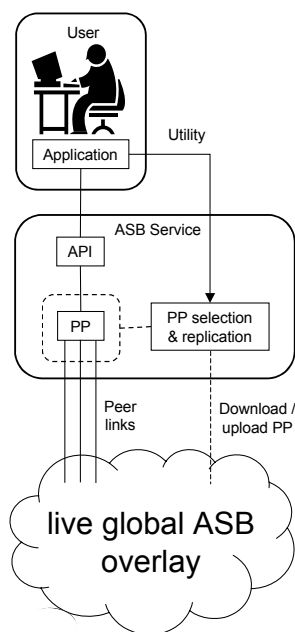 User
Application
Utility
ASB Service
API
PP
PP selection
& replication
Peer
links
Download /
upload PP
live global ASB
overlay